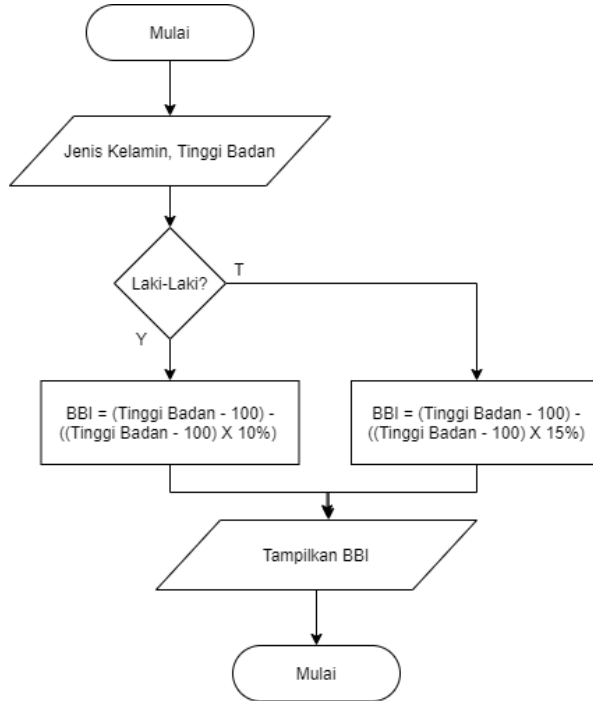 Mulai
Jenis Kelamin, Tinggi Badan
Laki-Laki?
T
Y
BBI = (Tinggi Badan - 100) -
((Tinggi Badan - 100) X 10%)
BBI = (Tinggi Badan - 100) -
((Tinggi Badan - 100) X 15%)
Tampilkan BBI
Mulai